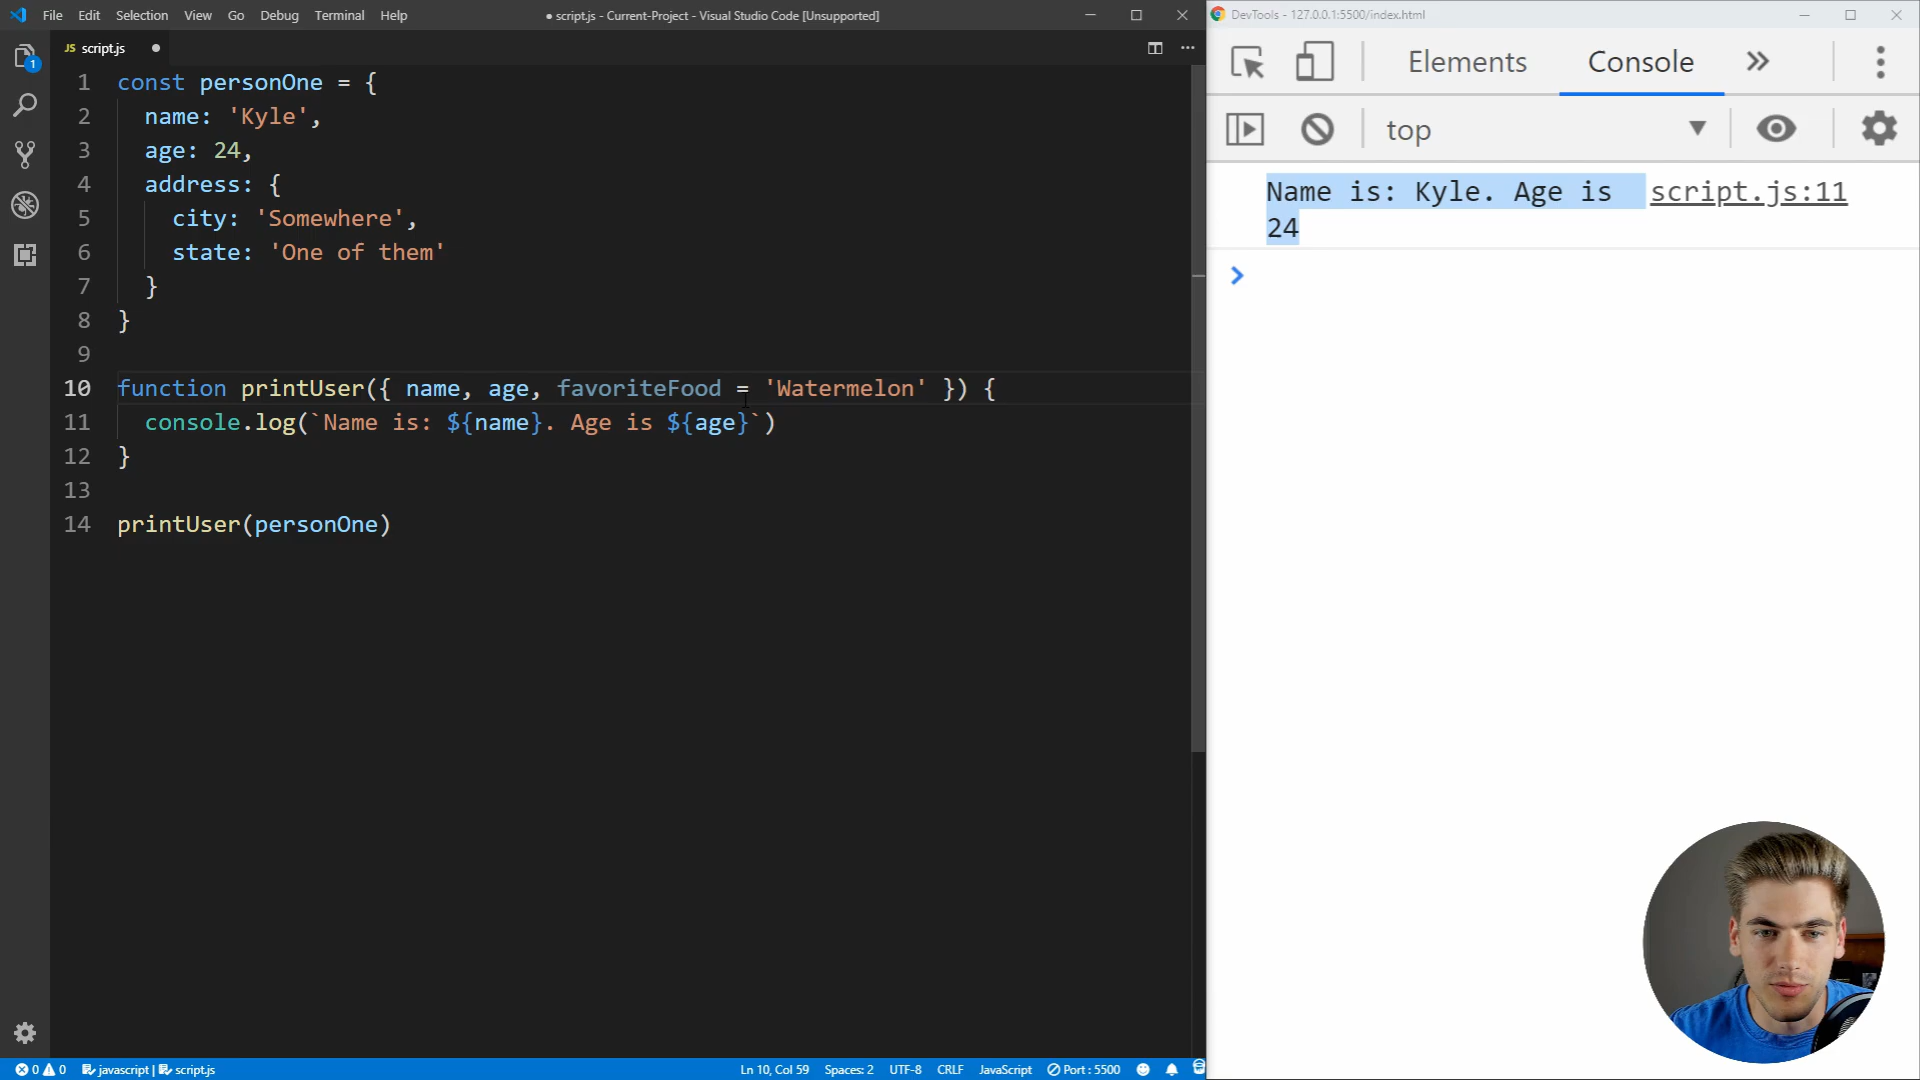 File Edit Selection View Go Debug Terminal Help
● script.js - Current-Project - Visual Studio Code [Unsupported]
1
JS script.js ●
1 const personOne = {
2 name: 'Kyle',
3 age: 24,
4 address: {
5 city: 'Somewhere',
6 state: 'One of them'
7 }
8 }
9
10 function printUser({ name, age, favoriteFood = 'Watermelon' }) {
11 console.log(`Name is: ${name}. Age is ${age}`)
12 }
13
14 printUser(personOne)
0 0 javascript | script.js
Ln 10, Col 59 Spaces: 2 UTF-8 CRLF JavaScript Port : 5500
DevTools - 127.0.0.1:5500/index.html
Elements Console »
top
Name is: Kyle. Age is script.js:11
24